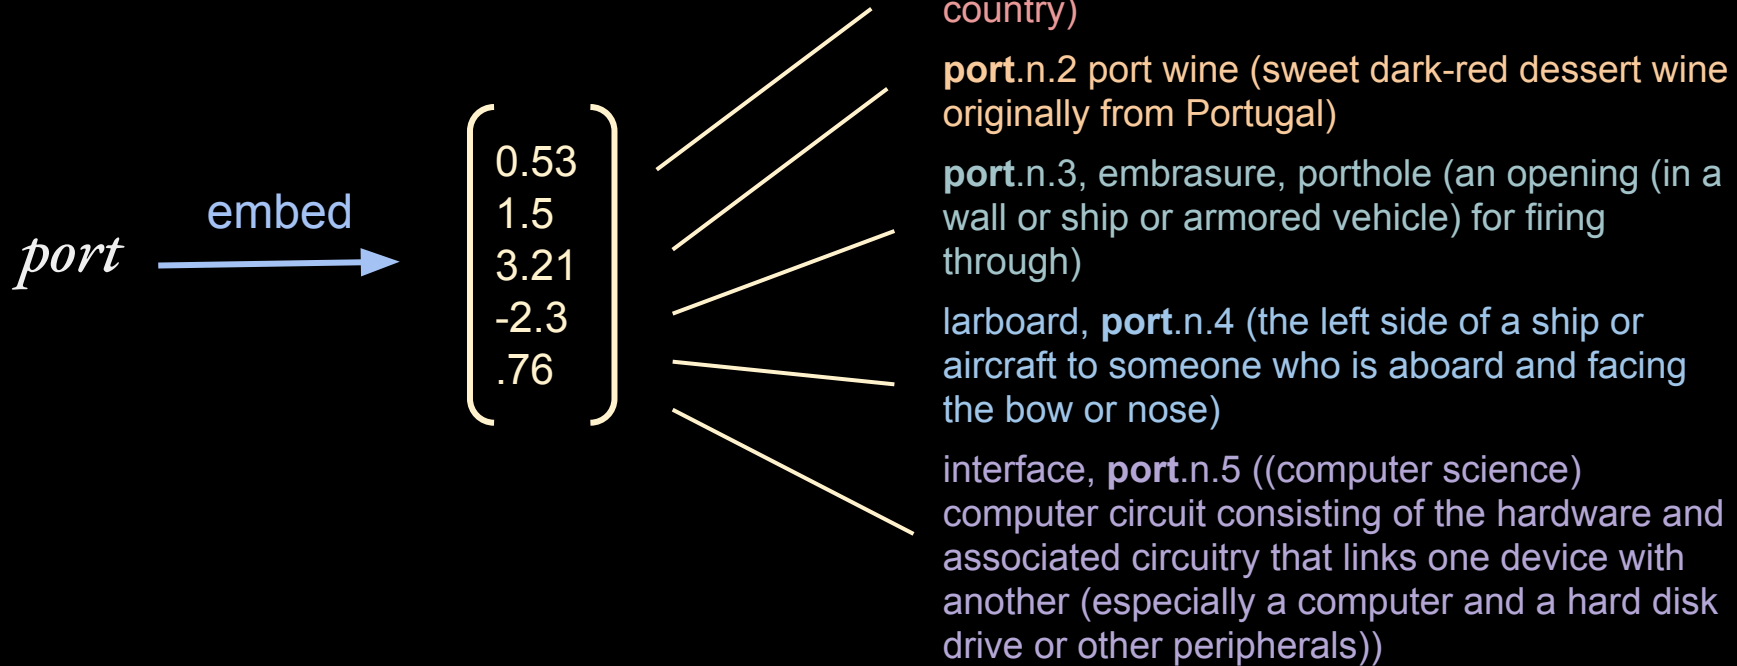 country)
port.n.2 port wine (sweet dark-red dessert wine
originally from Portugal)
port.n.3, embrasure, porthole (an opening (in a
wall or ship or armored vehicle) for firing
through)
larboard, port.n.4 (the left side of a ship or
aircraft to someone who is aboard and facing
the bow or nose)
interface, port.n.5 ((computer science)
computer circuit consisting of the hardware and
associated circuitry that links one device with
another (especially a computer and a hard disk
drive or other peripherals))
port
embed
0.53
1.5
3.21
-2.3
.76